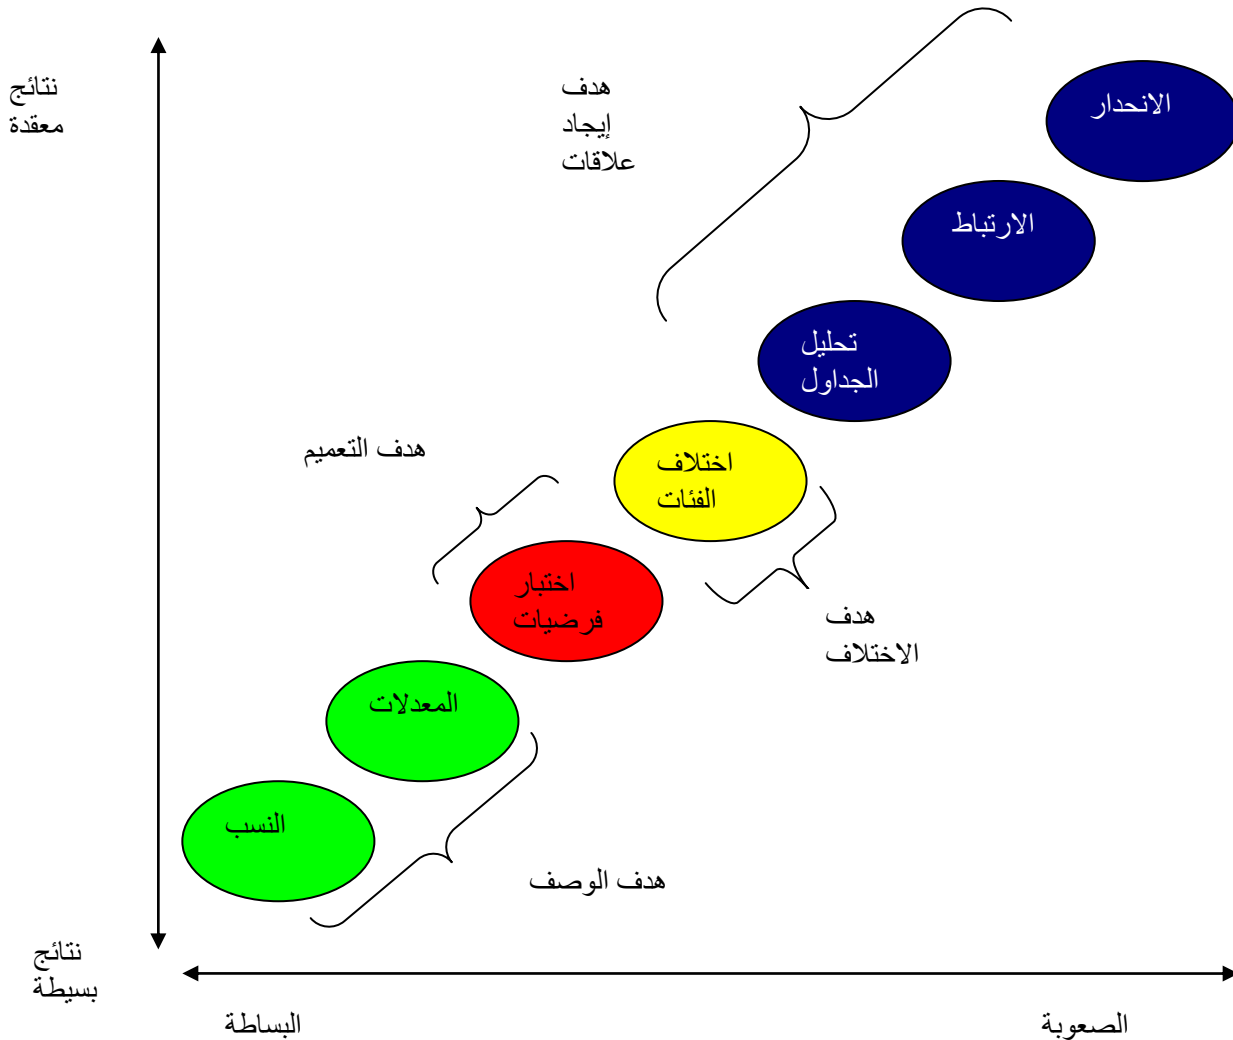 نتائج
معقدة
هدف
إيجاد
علاقات
الانحدار
الارتباط
تحليل
الجداول
هدف التعميم
اختلاف
الفئات
اختبار
فرضيات
هدف
الاختلاف
المعدلات
النسب
هدف الوصف
نتائج
بسيطة
البساطة
الصعوبة